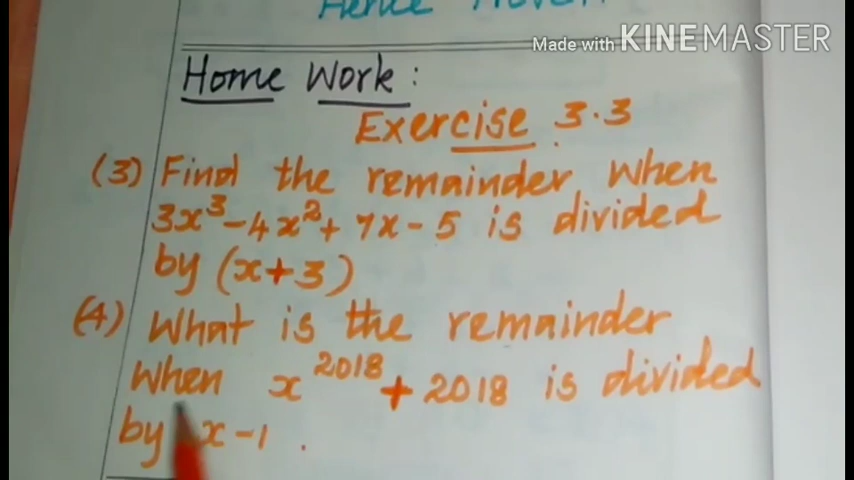 Hence
Made with KINEMASTER
Home Work:
Exercise 3.3
(3) Find the remainder when
3x³-4x²+7x-5 is divided
by (x+3)
(4) What is the remainder
when x²⁰¹⁸+2018 is divided
by x-1.